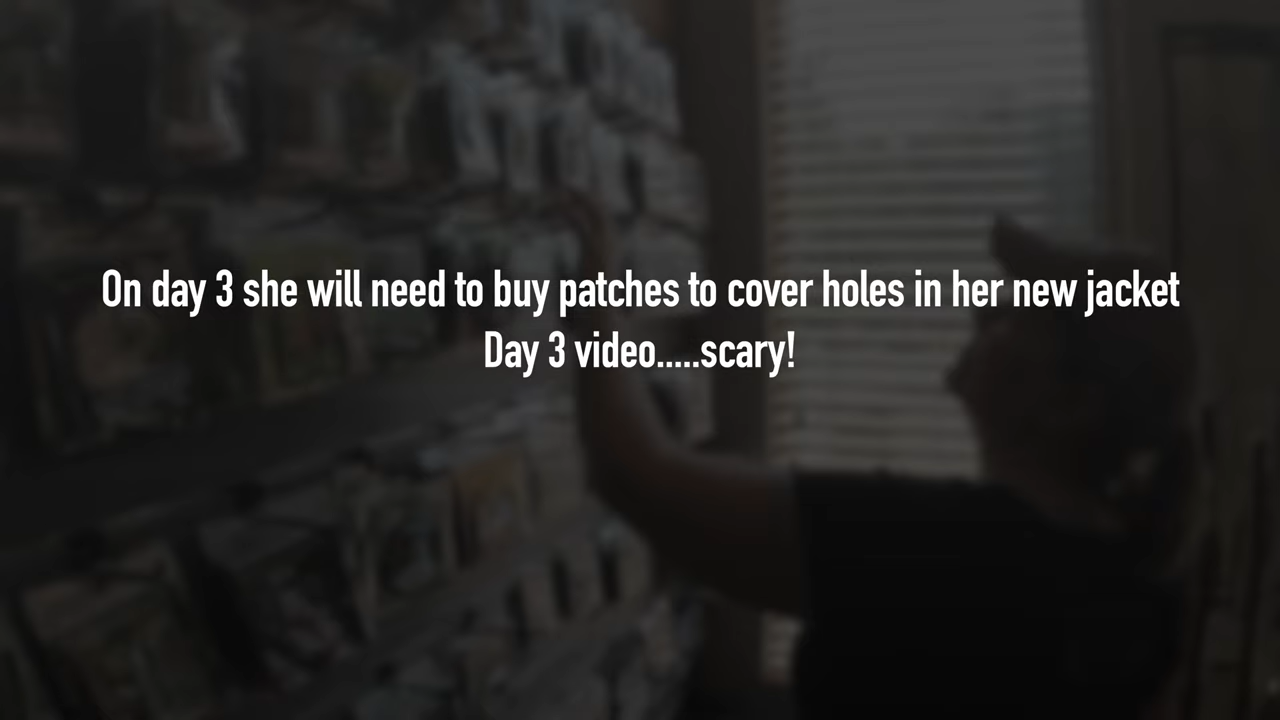 On day 3 she will need to buy patches to cover holes in her new jacket
Day 3 video.....scary!